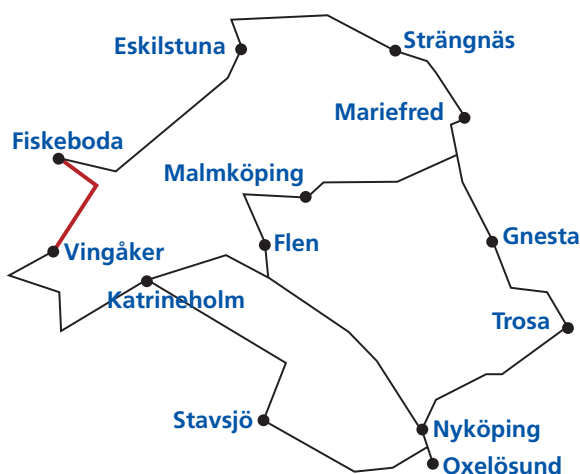 Eskilstuna
Strängnäs
Mariefred
Fiskeboda
Malmköping
Flen
Gnesta
Vingåker
Katrineholm
Trosa
Stavsjö
Nyköping
Oxelösund